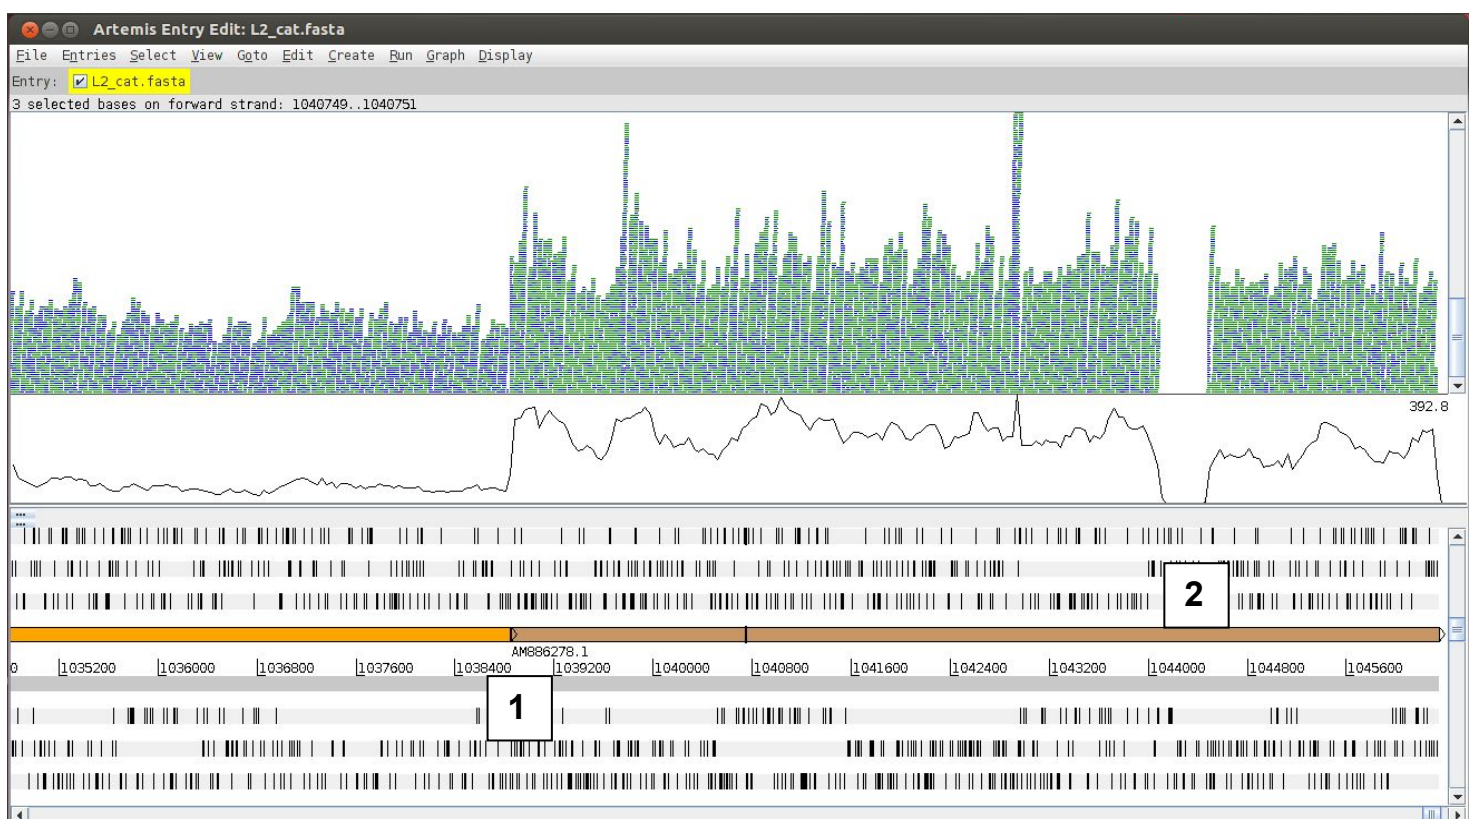 Artemis Entry Edit: L2_cat.fasta
File Entries Select View Goto Edit Create Run Graph Display
Entry: L2_cat.fasta
3 selected bases on forward strand: 1040749..1040751
392.8
2
AM886278.1
0 1035200 1036000 1036800 1037600 1038400 1039200 1040000 1040800 1041600 1042400 1043200 1044000 1044800 1045600
1